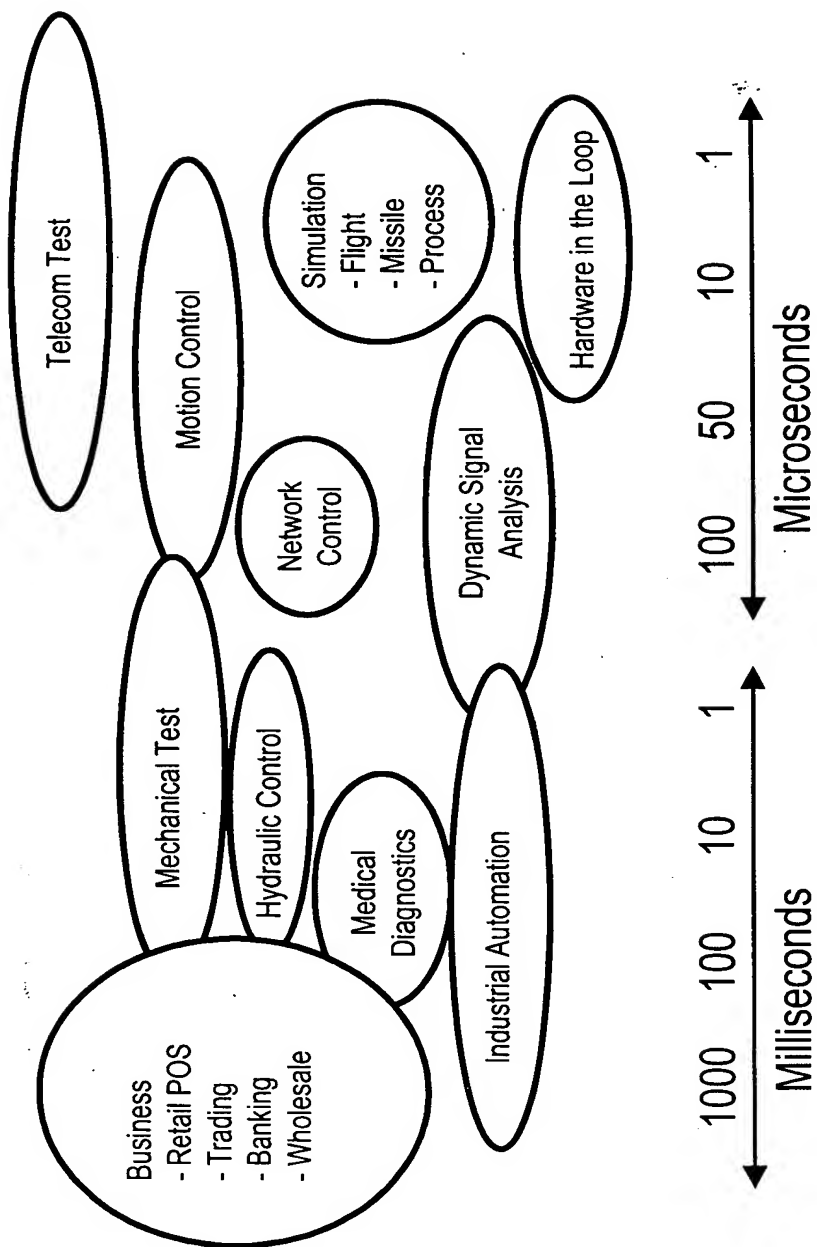 Telecom Test
Motion Control
Simulation
- Flight
- Missile
- Process
Hardware in the Loop
Network
Control
Dynamic Signal
Analysis
Mechanical Test
Hydraulic Control
Medical
Diagnostics
Industrial Automation
Business
- Retail POS
- Trading
- Banking
- Wholesale
1000 100 10 1 100 50 10 1
Milliseconds Microseconds